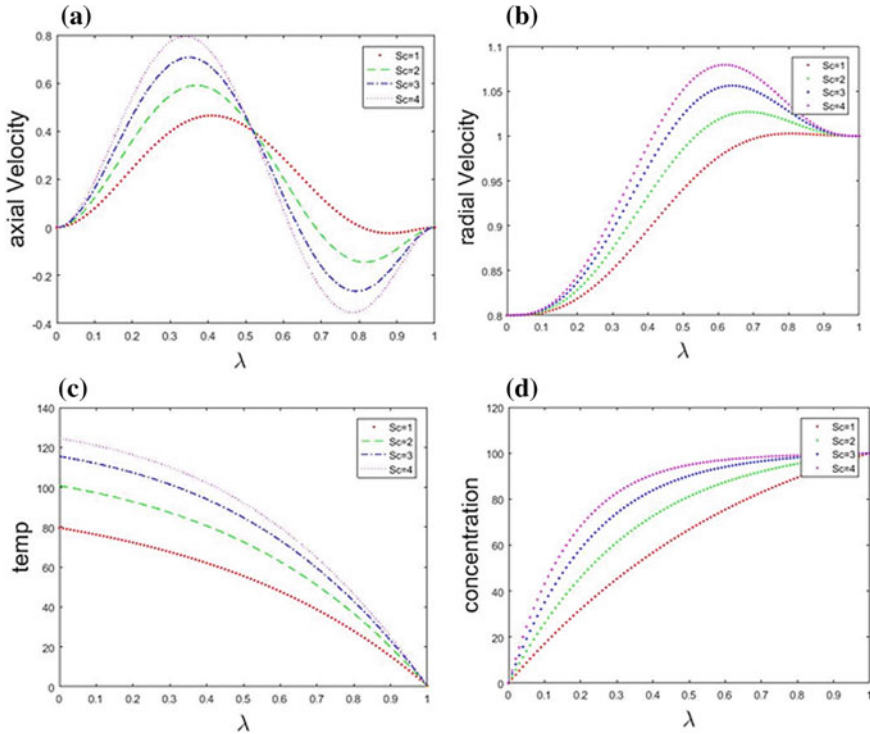 (a)
axial Velocity
0.8
0.6
0.4
0.2
0
-0.2
-0.4
0 0.1 0.2 0.3 0.4 0.5 0.6 0.7 0.8 0.9 1
λ
Sc=1
Sc=2
Sc=3
Sc=4
(b)
radial Velocity
1.1
1.05
1
0.95
0.9
0.85
0.8
0 0.1 0.2 0.3 0.4 0.5 0.6 0.7 0.8 0.9 1
λ
Sc=1
Sc=2
Sc=3
Sc=4
(c)
temp
140
120
100
80
60
40
20
0
0 0.1 0.2 0.3 0.4 0.5 0.6 0.7 0.8 0.9 1
λ
Sc=1
Sc=2
Sc=3
Sc=4
(d)
concentration
120
100
80
60
40
20
0
0 0.1 0.2 0.3 0.4 0.5 0.6 0.7 0.8 0.9 1
λ
Sc=1
Sc=2
Sc=3
Sc=4